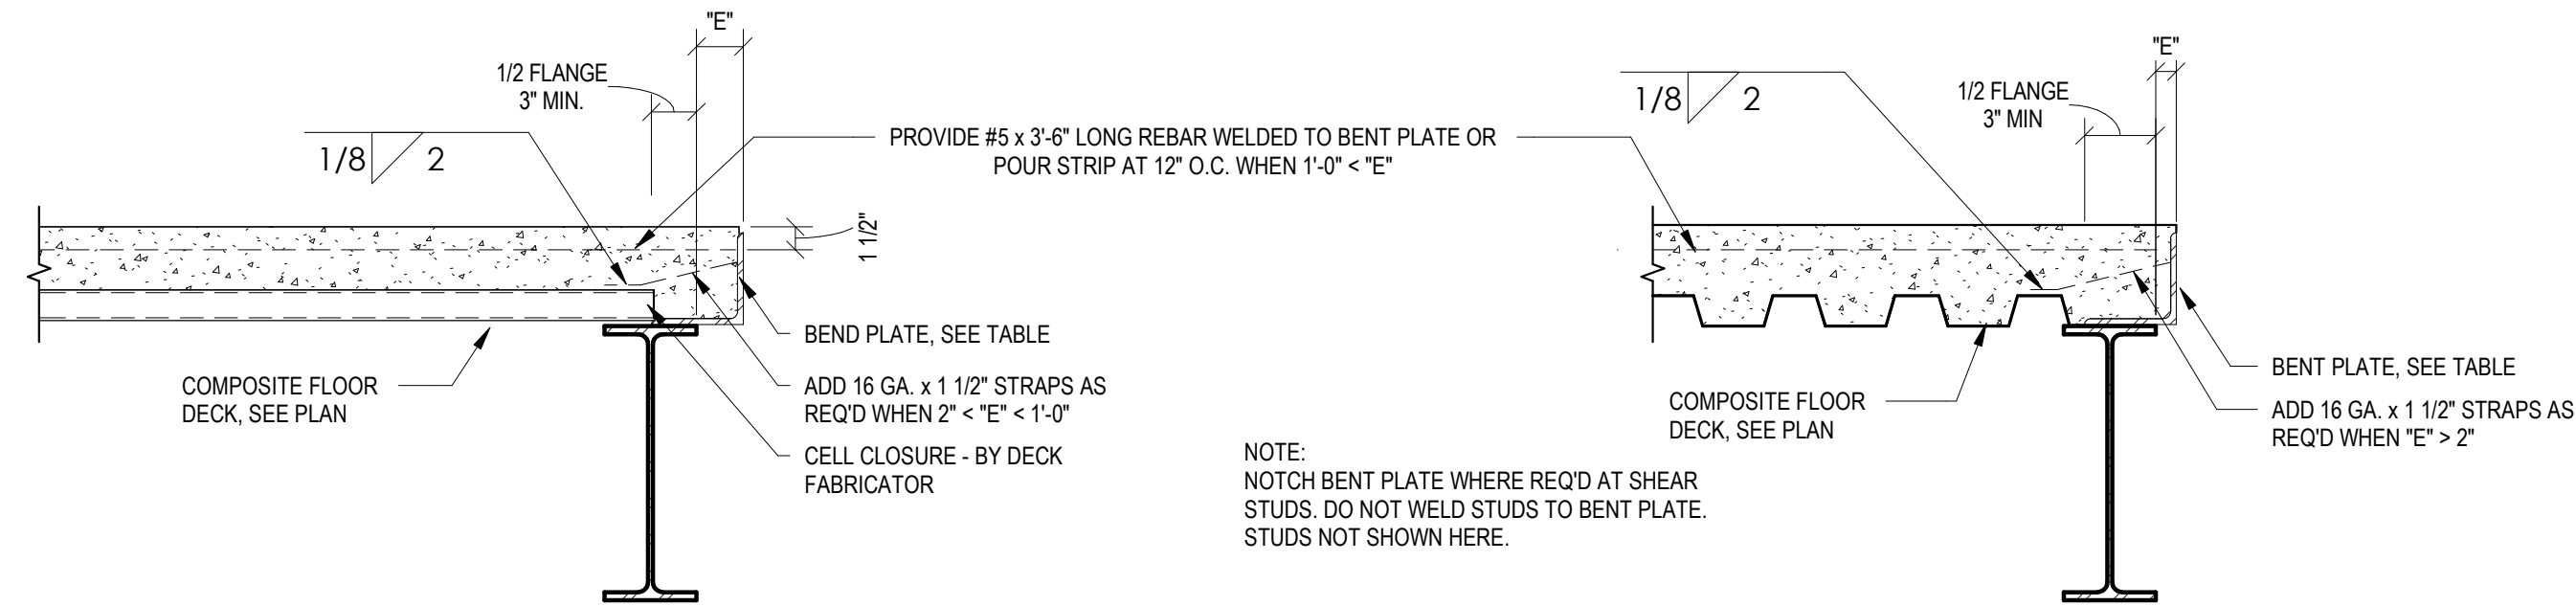 "E"
1/2 FLANGE
3" MIN.
1/8 2
PROVIDE #5 x 3'-6" LONG REBAR WELDED TO BENT PLATE OR
POUR STRIP AT 12" O.C. WHEN 1'-0" < "E"
1 1/2"
BEND PLATE, SEE TABLE
ADD 16 GA. x 1 1/2" STRAPS AS
REQ'D WHEN 2" < "E" < 1'-0"
CELL CLOSURE - BY DECK
FABRICATOR
COMPOSITE FLOOR
DECK, SEE PLAN
"E"
1/2 FLANGE
3" MIN
1/8 2
BENT PLATE, SEE TABLE
ADD 16 GA. x 1 1/2" STRAPS AS
REQ'D WHEN "E" > 2"
COMPOSITE FLOOR
DECK, SEE PLAN
NOTE:
NOTCH BENT PLATE WHERE REQ'D AT SHEAR
STUDS. DO NOT WELD STUDS TO BENT PLATE.
STUDS NOT SHOWN HERE.